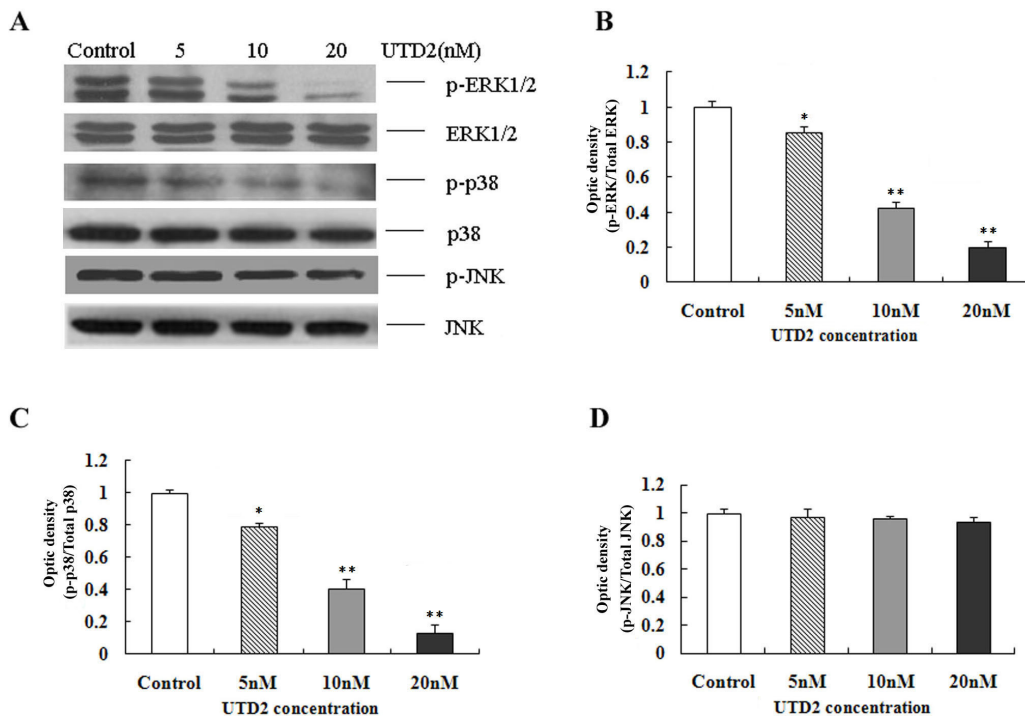 A
Control 5 10 20 UTD2(nM)
p-ERK1/2
ERK1/2
p-p38
p38
p-JNK
JNK
B
Optic density
(p-ERK/Total ERK)
1.2
1
0.8
0.6
0.4
0.2
0
*
**
**
Control 5nM 10nM 20nM
UTD2 concentration
C
Optic density
(p-p38/Total p38)
1.2
1
0.8
0.6
0.4
0.2
0
*
**
**
Control 5nM 10nM 20nM
UTD2 concentration
D
Optic density
(p-JNK/Total JNK)
1.2
1
0.8
0.6
0.4
0.2
0
Control 5nM 10nM 20nM
UTD2 concentration